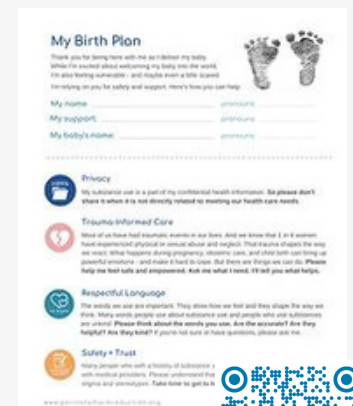 My Birth Plan
Thank you for being here with me as I deliver my baby.
While I'm excited about welcoming my baby into the world,
I'm also feeling vulnerable - and maybe even a little scared.
I'm relying on you for safety and support. Here's how you can help:
My name: pronouns:
My support: pronouns:
My baby's name: pronouns:
Privacy
My substance use is a part of my confidential health information. So please don't
share it when it is not directly related to meeting our health care needs.
Trauma-Informed Care
Most of us have had traumatic events in our lives. And we know that 1 in 4 women
have experienced physical or sexual abuse and neglect. That trauma shapes the way
we react. What happens during pregnancy, obstetric care, and child birth can bring up
powerful emotions - and make it hard to cope. But there are things we can do. Please
help me feel safe and empowered. Ask me what I need. I'll tell you what helps.
Respectful Language
The words we use are important. They show how we feel and they shape the way we
think. Many words people use about substance use and people who use substances
are unkind. Please think about the words you use. Are they accurate? Are they
helpful? Are they kind? If you're not sure or have questions, please ask me.
Safety + Trust
Many people who with a history of substance
with medical providers. Please understand that
stigma and stereotypes. Take time to get to